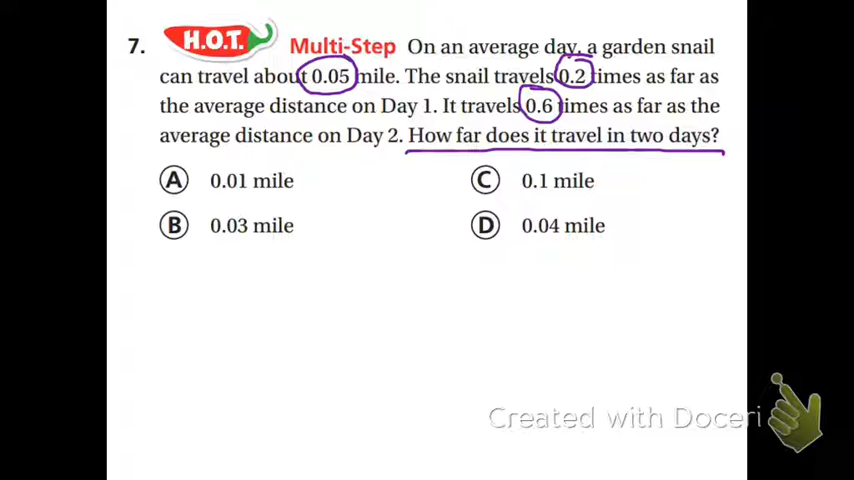 7. H.O.T. Multi-Step On an average day, a garden snail
can travel about 0.05 mile. The snail travels 0.2 times as far as
the average distance on Day 1. It travels 0.6 times as far as the
average distance on Day 2. How far does it travel in two days?
A 0.01 mile C 0.1 mile
B 0.03 mile D 0.04 mile
Created with Doceri